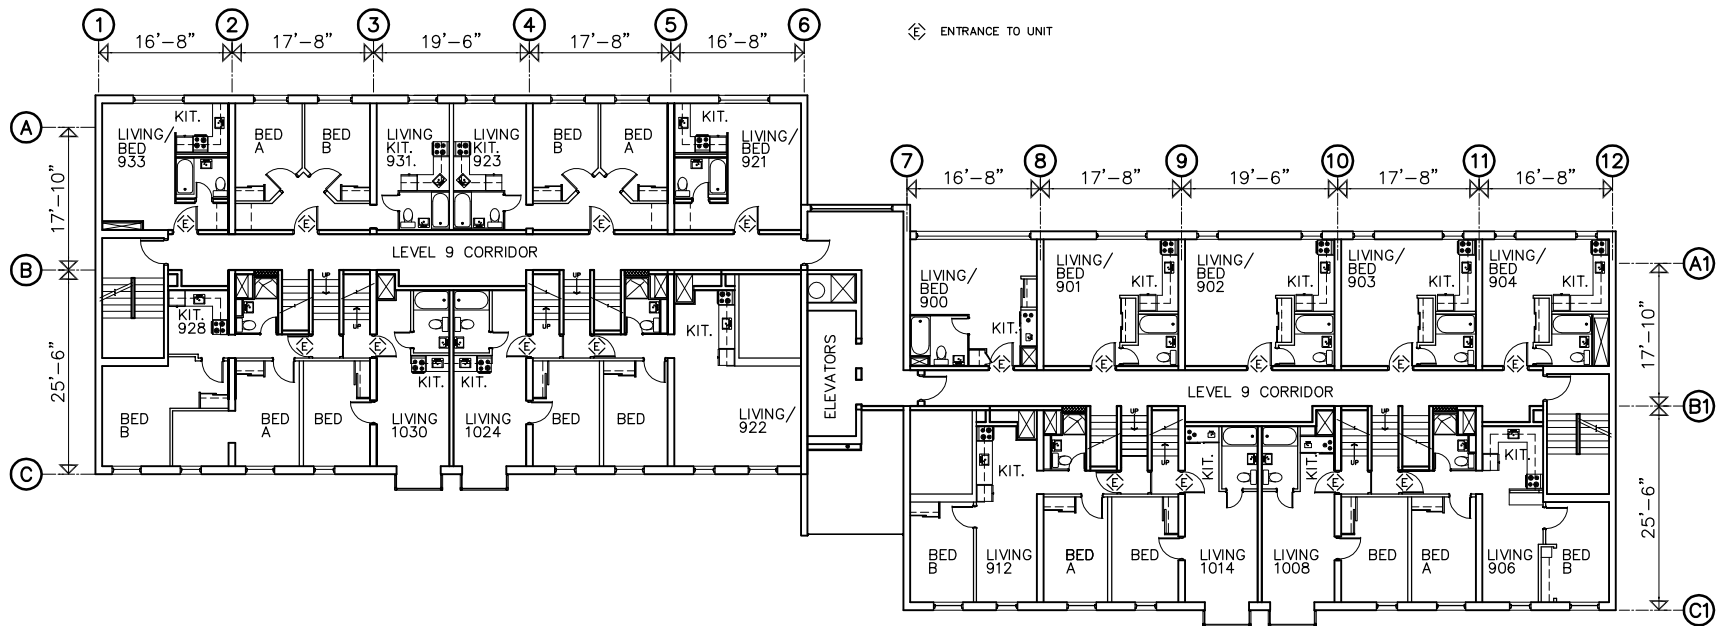 1
2
3
4
5
6
16'-8"
17'-8"
19'-6"
17'-8"
16'-8"
E ENTRANCE TO UNIT
A
B
C
17'-10"
25'-6"
LIVING/
BED
933
KIT.
BED
A
BED
B
LIVING
KIT.
931.
LIVING
KIT.
923
BED
B
BED
A
KIT.
LIVING/
BED
921
E
E
E
E
LEVEL 9 CORRIDOR
UP
UP
KIT.
928
UP
UP
KIT.
E
E
E
E
KIT.
KIT.
BED
B
BED
A
BED
LIVING
1030
LIVING
1024
BED
BED
LIVING/
922
ELEVATORS
7
8
9
10
11
12
16'-8"
17'-8"
19'-6"
17'-8"
16'-8"
A1
B1
C1
17'-10"
25'-6"
LIVING/
BED
900
KIT.
LIVING/
BED
901
KIT.
LIVING/
BED
902
KIT.
LIVING/
BED
903
KIT.
LIVING/
BED
904
KIT.
E
E
E
E
E
LEVEL 9 CORRIDOR
UP
UP
KIT.
UP
KIT.
KIT.
UP
KIT.
E
E
E
E
BED
B
LIVING
912
BED
A
BED
LIVING
1014
LIVING
1008
BED
BED
A
LIVING
906
BED
B